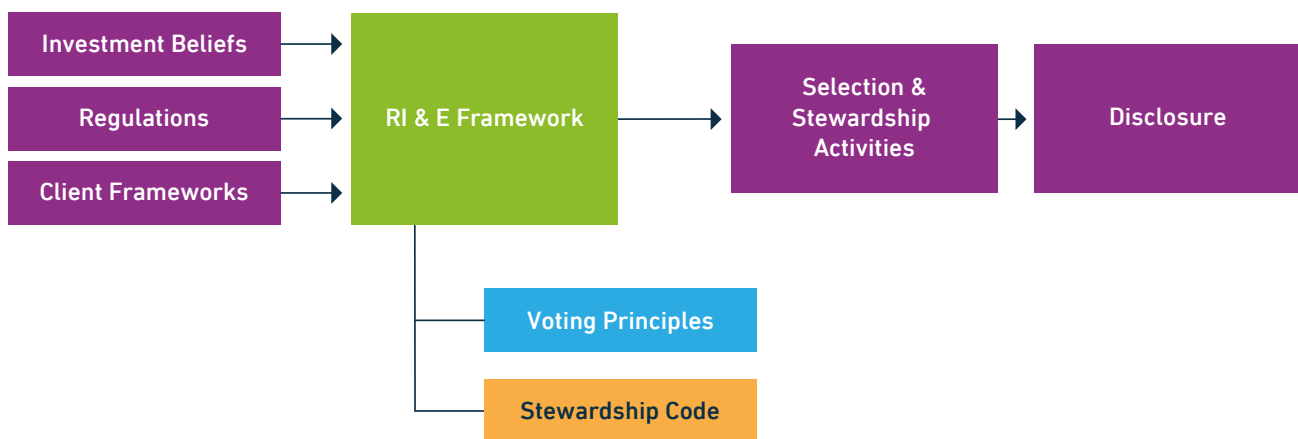 Investment Beliefs
Regulations
Client Frameworks
RI & E Framework
Selection &
Stewardship
Activities
Disclosure
Voting Principles
Stewardship Code